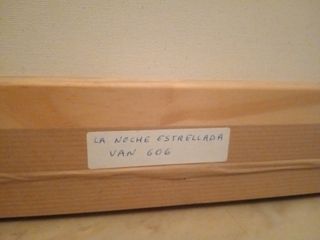 LA NOCHE ESTRELLADA
VAN GOG